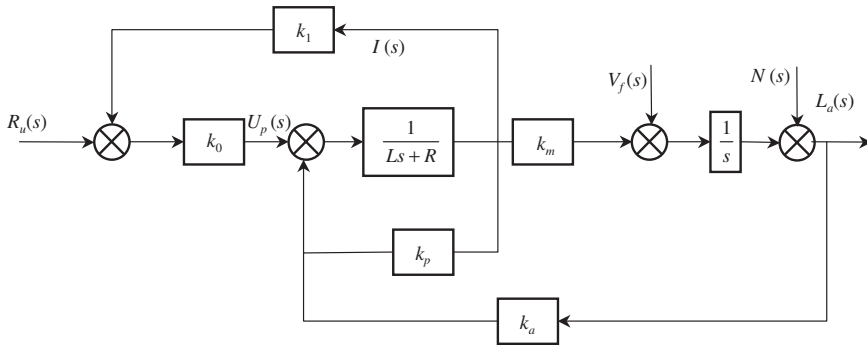 k_1
I(s)
V_f(s)
N(s)
L_a(s)
R_u(s)
k_0
U_p(s)
1
Ls + R
k_m
1
s
k_p
k_a